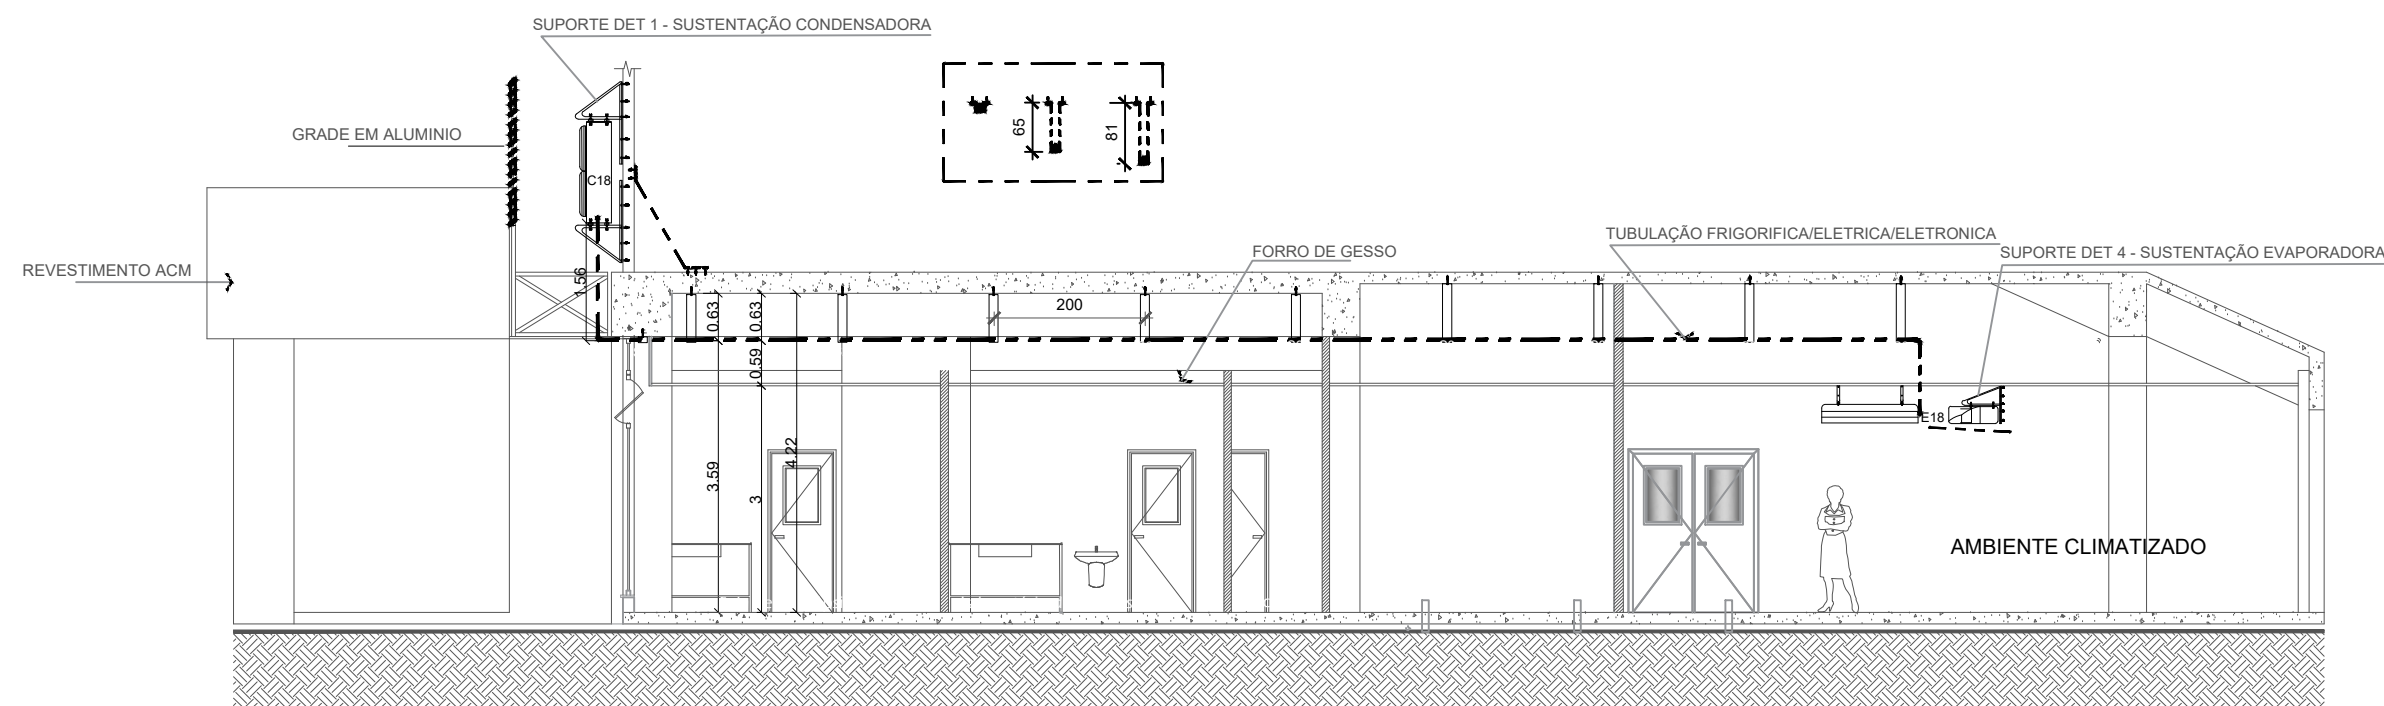 SUPORTE DET 1 - SUSTENTAÇÃO CONDENSADORA
GRADE EM ALUMINIO
65
81
C18
TUBULAÇÃO FRIGORIFICA/ELETRICA/ELETRONICA
FORRO DE GESSO
SUPORTE DET 4 - SUSTENTAÇÃO EVAPORADORA
REVESTIMENTO ACM
1.56
0.63
0.63
200
0.59
E18
4.22
3.59
3
AMBIENTE CLIMATIZADO